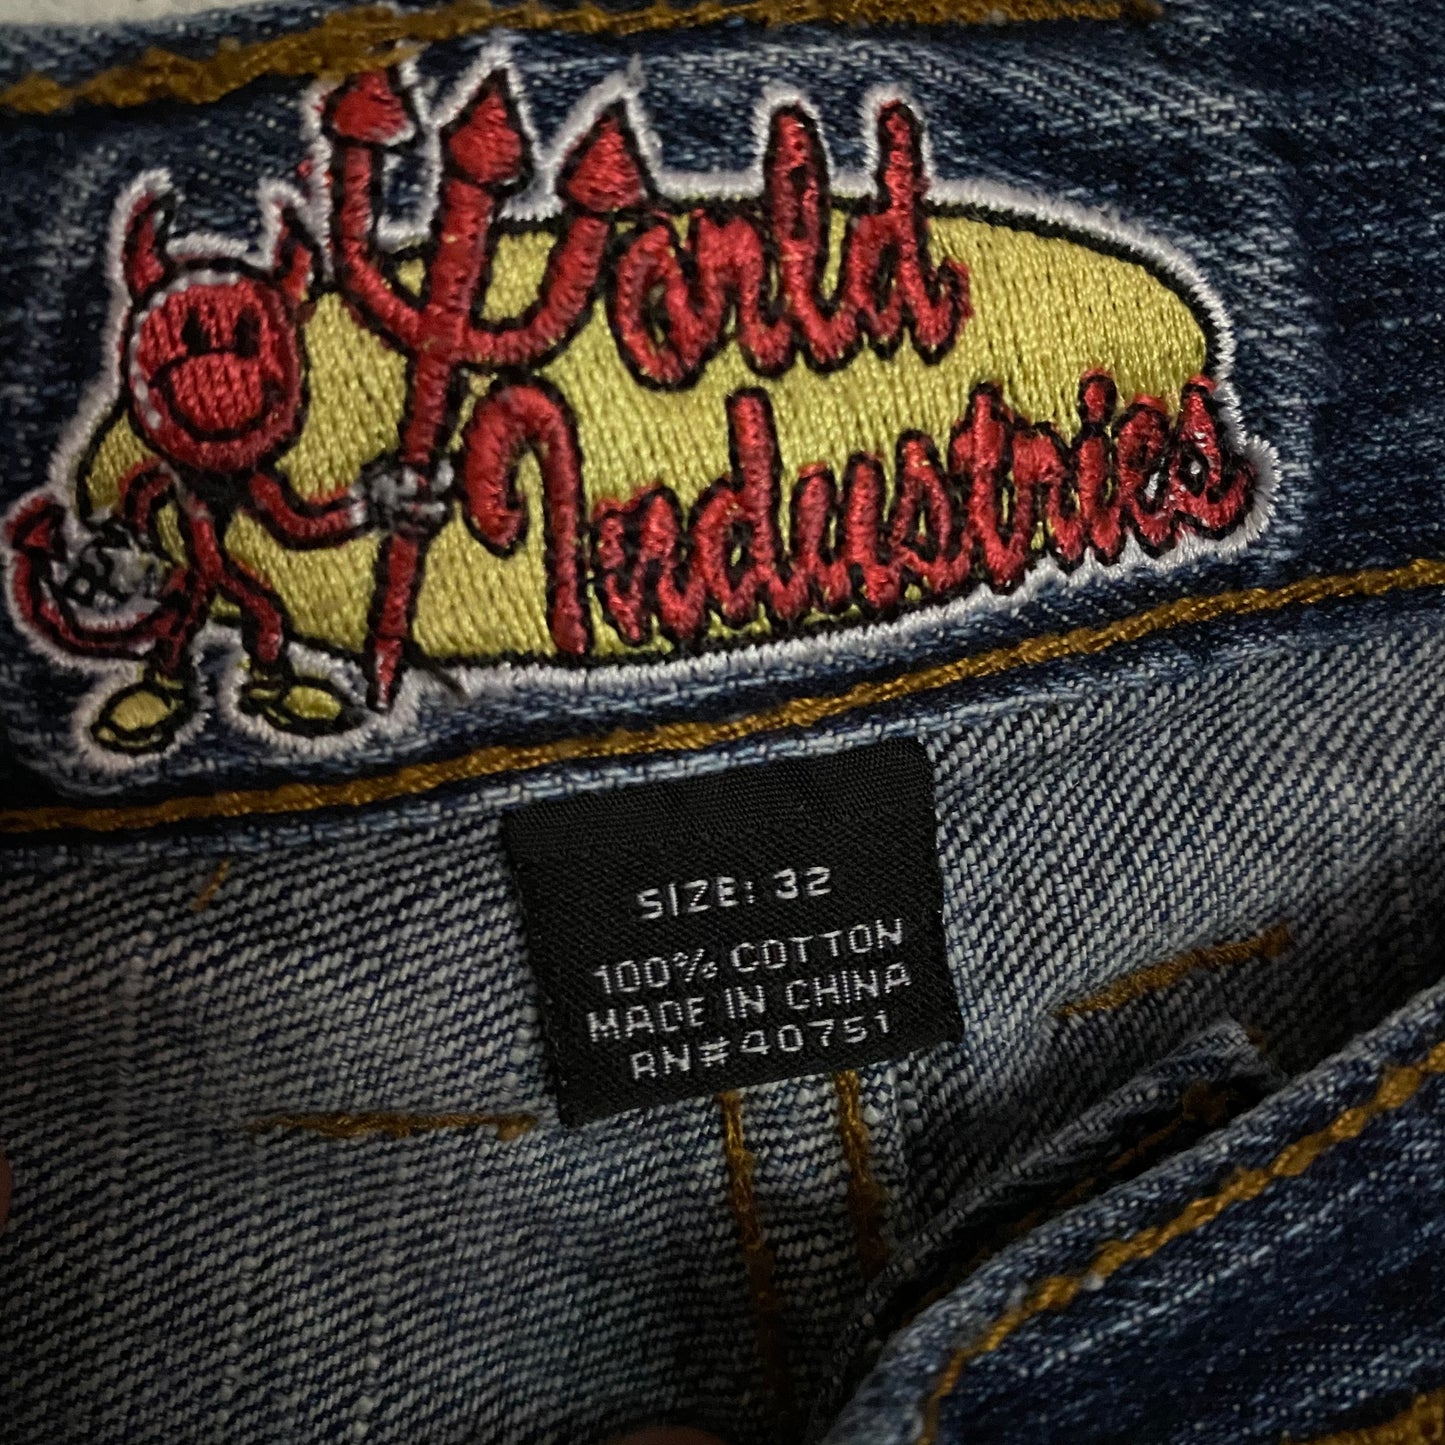 World
Industries
SIZE: 32
100% COTTON
MADE IN CHINA
RN#40751